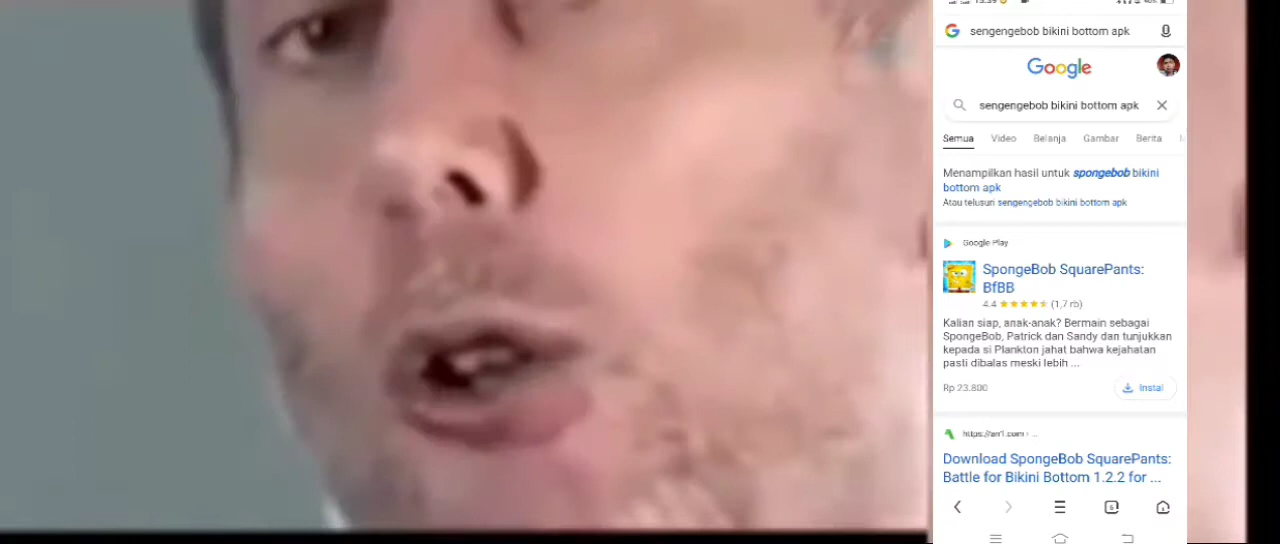 sengengebob bikini bottom apk
Google
sengengebob bikini bottom apk
Semua Video Belanja Gambar Berita
Menampilkan hasil untuk spongebob bikini
bottom apk
Atau telusuri sengengebob bikini bottom apk
Google Play
SpongeBob SquarePants:
BfBB
4,4 (1,7 rb)
Kalian siap, anak-anak? Bermain sebagai
SpongeBob, Patrick dan Sandy dan tunjukkan
kepada si Plankton jahat bahwa kejahatan
pasti dibalas meski lebih ...
Rp 23.800 Instal
https://an1.com › ...
Download SpongeBob SquarePants:
Battle for Bikini Bottom 1.2.2 for ...